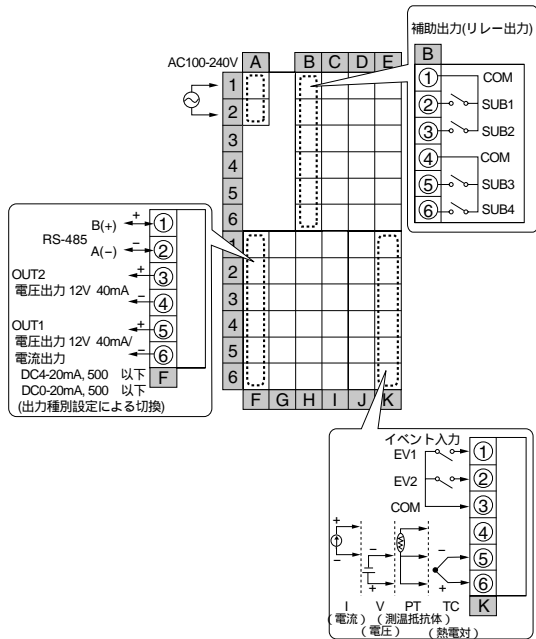 補助出力(リレー出力)
B
1 COM
2 SUB1
3 SUB2
4 COM
5 SUB3
6 SUB4
AC100-240V
A B C D E
1
2
3
4
5
6
1
2
3
4
5
6
F G H I J K
B(+) + 1
RS-485
A(−) − 2
OUT2 + 3
電圧出力 12V 40mA
− 4
OUT1 + 5
電圧出力 12V 40mA/
電流出力 − 6
DC4-20mA, 500 以下 F
DC0-20mA, 500 以下
(出力種別設定による切換)
イベント入力
EV1 1
EV2 2
COM 3
4
5
6
+ −
− +
− +
I V PT TC K
(電流) (測温抵抗体)
(電圧) (熱電対)